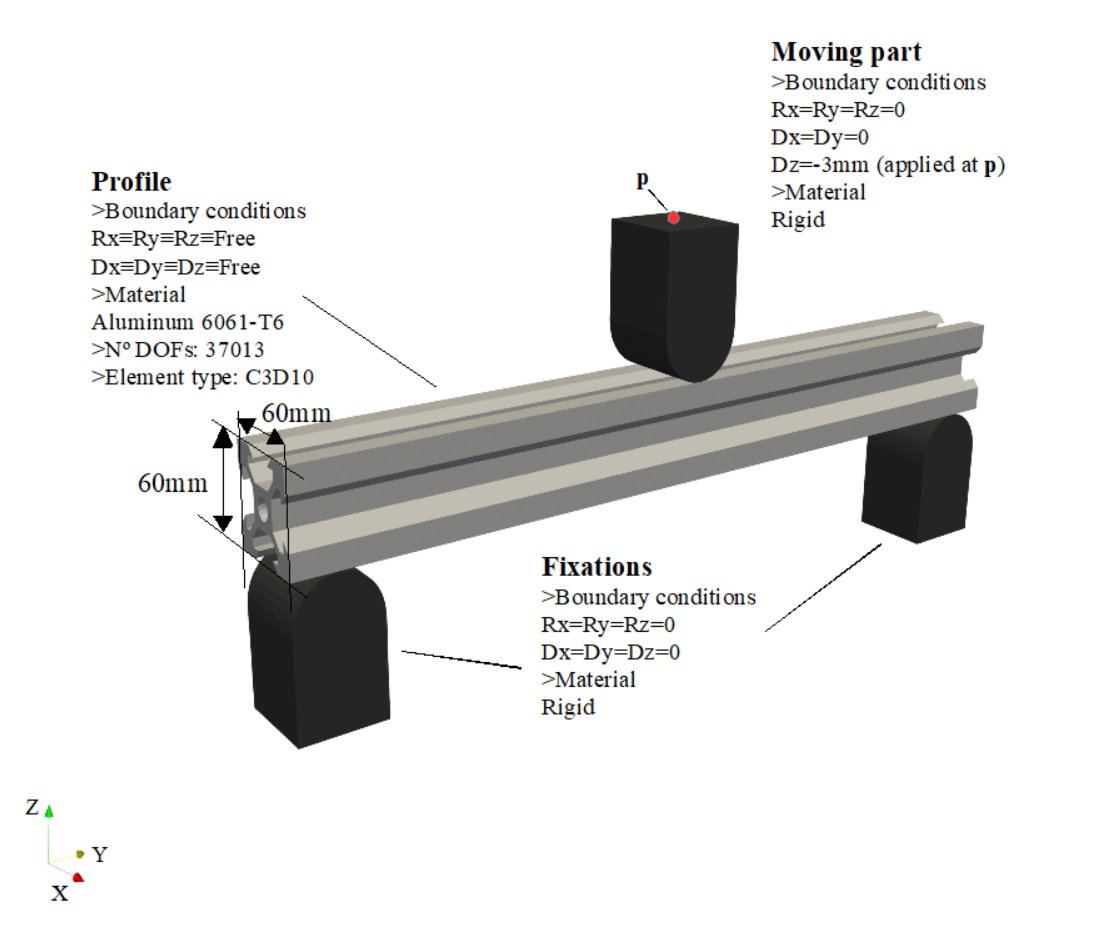 Moving part
>Boundary conditions
Rx=Ry=Rz=0
Dx=Dy=0
Dz=-3mm (applied at p)
>Material
Rigid
p
Profile
>Boundary conditions
Rx≡Ry≡Rz≡Free
Dx≡Dy≡Dz≡Free
>Material
Aluminum 6061-T6
>Nº DOFs: 37013
>Element type: C3D10
60mm
60mm
Fixations
>Boundary conditions
Rx=Ry=Rz=0
Dx=Dy=Dz=0
>Material
Rigid
Z
Y
X